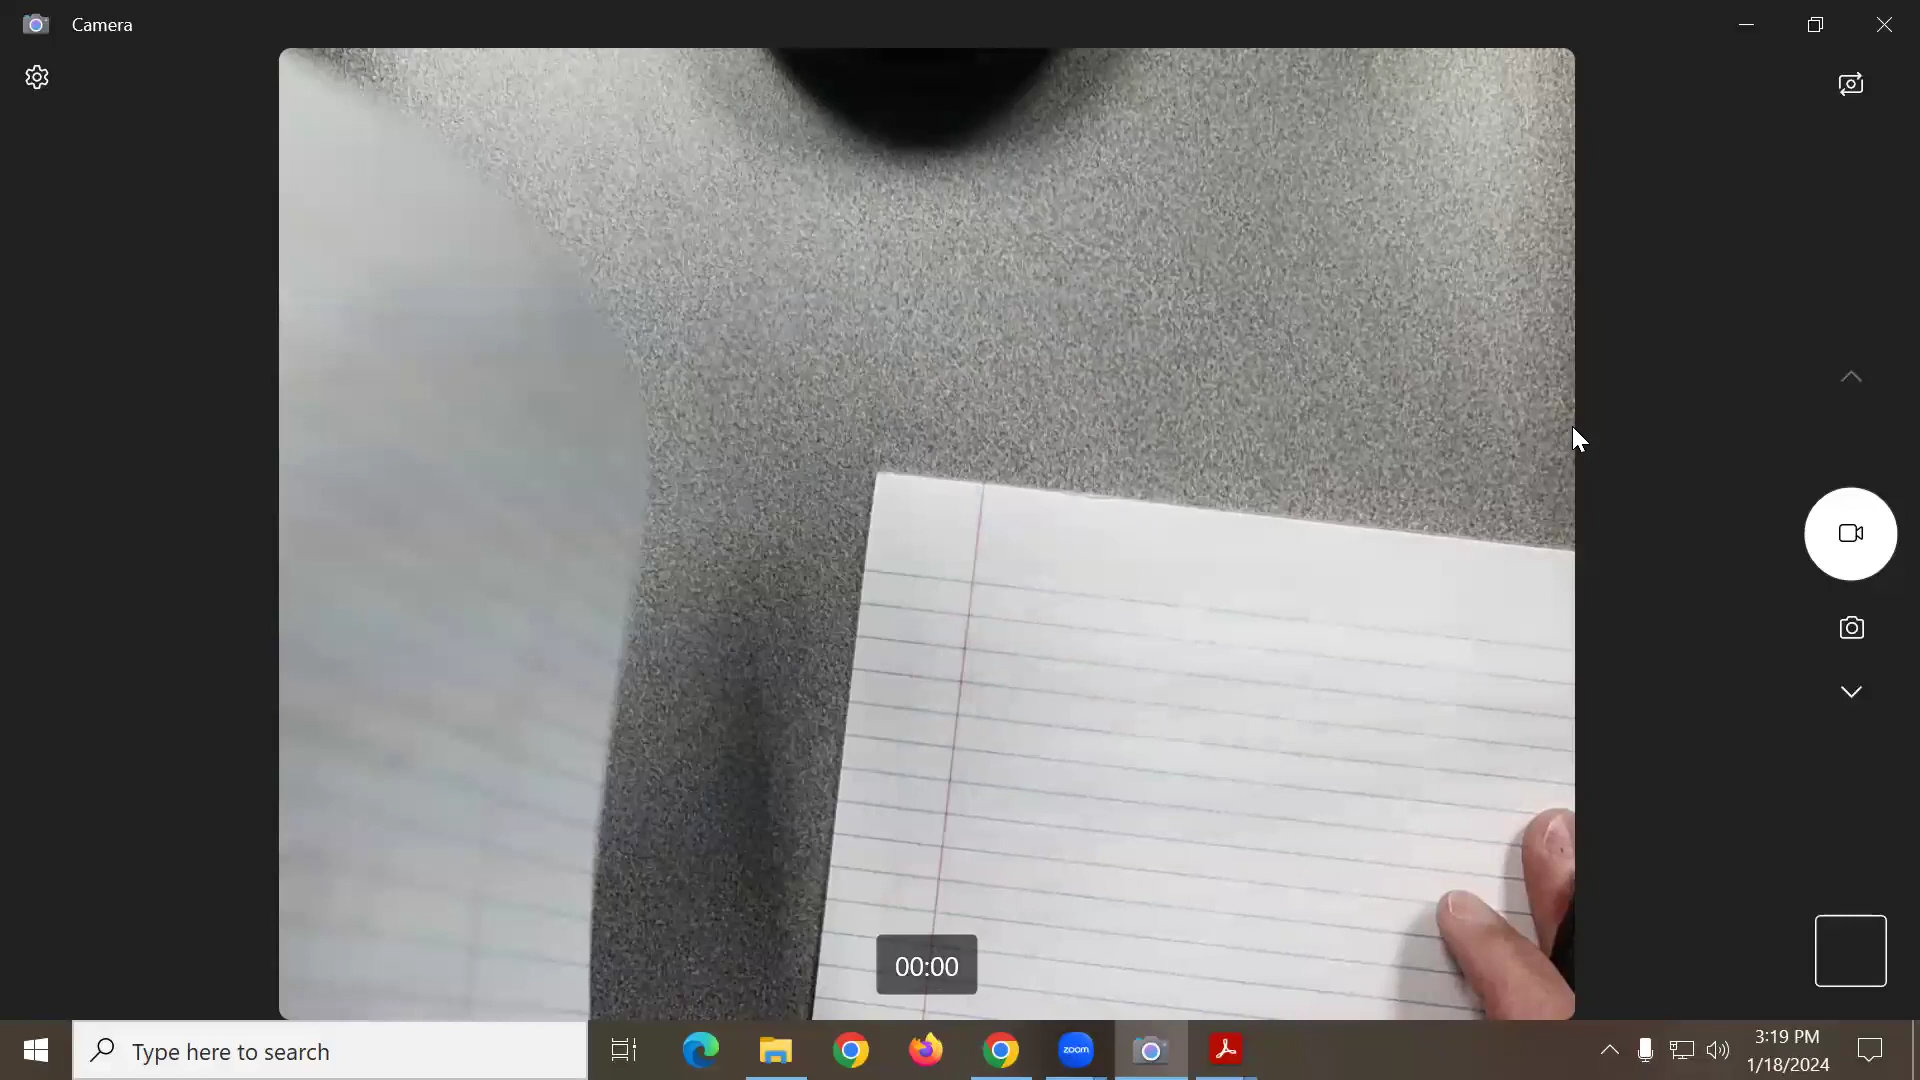 Camera
00:00
Type here to search
zoom
3:19 PM
1/18/2024